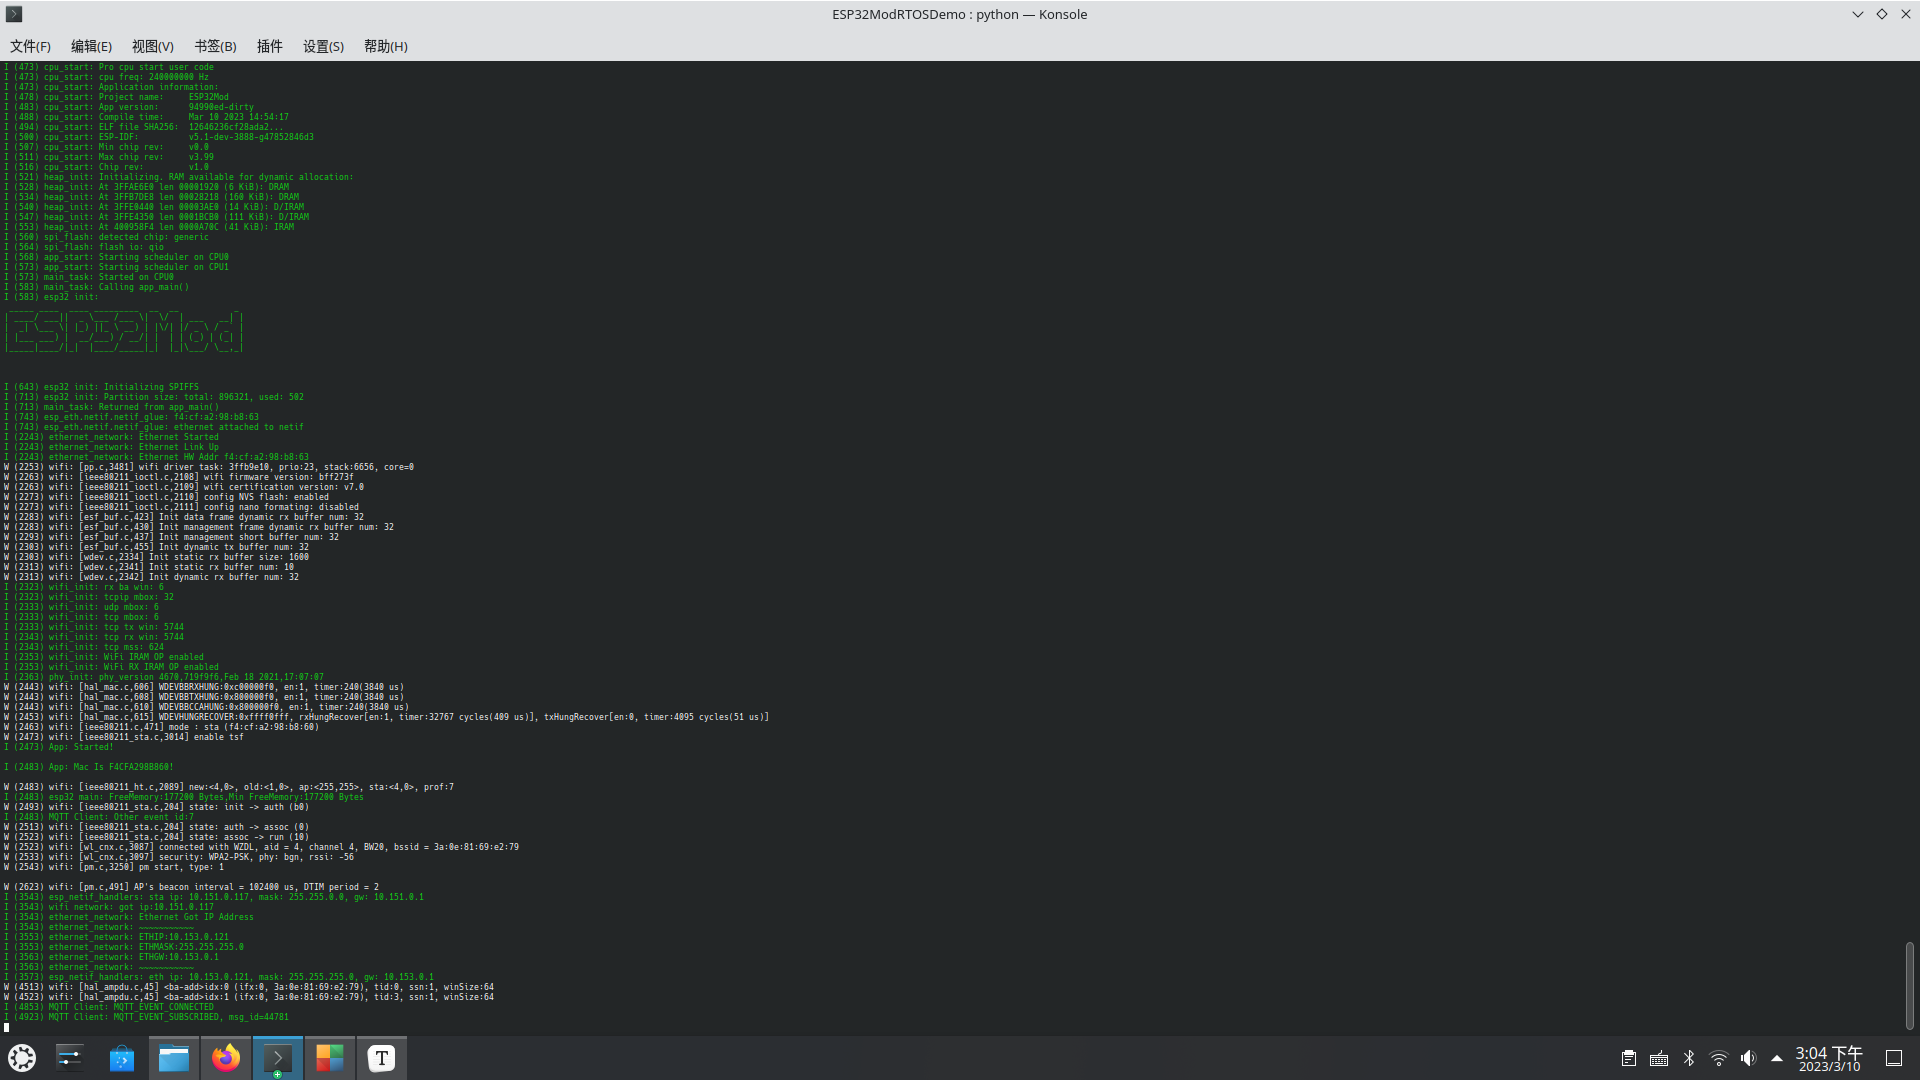 ESP32ModRTOSDemo : python — Konsole
文件(F) 编辑(E) 视图(V) 书签(B) 插件 设置(S) 帮助(H)
I (473) cpu_start: Pro cpu start user code
I (473) cpu_start: cpu freq: 240000000 Hz
I (473) cpu_start: Application information:
I (478) cpu_start: Project name:     ESP32Mod
I (483) cpu_start: App version:      94990ed-dirty
I (488) cpu_start: Compile time:     Mar 10 2023 14:54:17
I (494) cpu_start: ELF file SHA256:  12646236cf28ada2...
I (500) cpu_start: ESP-IDF:          v5.1-dev-3888-g47852846d3
I (507) cpu_start: Min chip rev:     v0.0
I (511) cpu_start: Max chip rev:     v3.99
I (516) cpu_start: Chip rev:         v1.0
I (521) heap_init: Initializing. RAM available for dynamic allocation:
I (528) heap_init: At 3FFAE6E0 len 00001920 (6 KiB): DRAM
I (534) heap_init: At 3FFB7DE8 len 00028218 (160 KiB): DRAM
I (540) heap_init: At 3FFE0440 len 00003AE0 (14 KiB): D/IRAM
I (547) heap_init: At 3FFE4350 len 0001BCB0 (111 KiB): D/IRAM
I (553) heap_init: At 400958F4 len 0000A70C (41 KiB): IRAM
I (560) spi_flash: detected chip: generic
I (564) spi_flash: flash io: qio
I (568) app_start: Starting scheduler on CPU0
I (573) app_start: Starting scheduler on CPU1
I (573) main_task: Started on CPU0
I (583) main_task: Calling app_main()
I (583) esp32 init:
ESP32Mod
I (643) esp32 init: Initializing SPIFFS
I (713) esp32 init: Partition size: total: 896321, used: 502
I (713) main_task: Returned from app_main()
I (743) esp_eth.netif.netif_glue: f4:cf:a2:98:b8:63
I (743) esp_eth.netif.netif_glue: ethernet attached to netif
I (2243) ethernet_network: Ethernet Started
I (2243) ethernet_network: Ethernet Link Up
I (2243) ethernet_network: Ethernet HW Addr f4:cf:a2:98:b8:63
W (2253) wifi: [pp.c,3481] wifi driver task: 3ffb9e10, prio:23, stack:6656, core=0
W (2263) wifi: [ieee80211_ioctl.c,2108] wifi firmware version: bff273f
W (2263) wifi: [ieee80211_ioctl.c,2109] wifi certification version: v7.0
W (2273) wifi: [ieee80211_ioctl.c,2110] config NVS flash: enabled
W (2273) wifi: [ieee80211_ioctl.c,2111] config nano formating: disabled
W (2283) wifi: [esf_buf.c,423] Init data frame dynamic rx buffer num: 32
W (2283) wifi: [esf_buf.c,430] Init management frame dynamic rx buffer num: 32
W (2293) wifi: [esf_buf.c,437] Init management short buffer num: 32
W (2303) wifi: [esf_buf.c,455] Init dynamic tx buffer num: 32
W (2303) wifi: [wdev.c,2334] Init static rx buffer size: 1600
W (2313) wifi: [wdev.c,2341] Init static rx buffer num: 10
W (2313) wifi: [wdev.c,2342] Init dynamic rx buffer num: 32
I (2323) wifi_init: rx ba win: 6
I (2323) wifi_init: tcpip mbox: 32
I (2333) wifi_init: udp mbox: 6
I (2333) wifi_init: tcp mbox: 6
I (2333) wifi_init: tcp tx win: 5744
I (2343) wifi_init: tcp rx win: 5744
I (2343) wifi_init: tcp mss: 624
I (2353) wifi_init: WiFi IRAM OP enabled
I (2353) wifi_init: WiFi RX IRAM OP enabled
I (2363) phy_init: phy_version 4670,719f9f6,Feb 18 2021,17:07:07
W (2443) wifi: [hal_mac.c,606] WDEVBBRXHUNG:0xc00000f0, en:1, timer:240(3840 us)
W (2443) wifi: [hal_mac.c,608] WDEVBBTXHUNG:0x800000f0, en:1, timer:240(3840 us)
W (2443) wifi: [hal_mac.c,610] WDEVBBCCAHUNG:0x800000f0, en:1, timer:240(3840 us)
W (2453) wifi: [hal_mac.c,615] WDEVHUNGRECOVER:0xffff0fff, rxHungRecover[en:1, timer:32767 cycles(409 us)], txHungRecover[en:0, timer:4095 cycles(51 us)]
W (2463) wifi: [ieee80211.c,471] mode : sta (f4:cf:a2:98:b8:60)
W (2473) wifi: [ieee80211_sta.c,3014] enable tsf
I (2473) App: Started!
I (2483) App: Mac Is F4CFA298B860!
W (2483) wifi: [ieee80211_ht.c,2089] new:<4,0>, old:<1,0>, ap:<255,255>, sta:<4,0>, prof:7
I (2483) esp32 main: FreeMemory:177200 Bytes,Min FreeMemory:177200 Bytes
W (2493) wifi: [ieee80211_sta.c,204] state: init -> auth (b0)
I (2483) MQTT Client: Other event id:7
W (2513) wifi: [ieee80211_sta.c,204] state: auth -> assoc (0)
W (2523) wifi: [ieee80211_sta.c,204] state: assoc -> run (10)
W (2523) wifi: [wl_cnx.c,3087] connected with WZDL, aid = 4, channel 4, BW20, bssid = 3a:0e:81:69:e2:79
W (2533) wifi: [wl_cnx.c,3097] security: WPA2-PSK, phy: bgn, rssi: -56
W (2543) wifi: [pm.c,3250] pm start, type: 1
W (2623) wifi: [pm.c,491] AP's beacon interval = 102400 us, DTIM period = 2
I (3543) esp_netif_handlers: sta ip: 10.151.0.117, mask: 255.255.0.0, gw: 10.151.0.1
I (3543) wifi network: got ip:10.151.0.117
I (3543) ethernet_network: Ethernet Got IP Address
I (3543) ethernet_network: ~~~~~~~~~~~
I (3553) ethernet_network: ETHIP:10.153.0.121
I (3553) ethernet_network: ETHMASK:255.255.255.0
I (3563) ethernet_network: ETHGW:10.153.0.1
I (3563) ethernet_network: ~~~~~~~~~~~
I (3573) esp_netif_handlers: eth ip: 10.153.0.121, mask: 255.255.255.0, gw: 10.153.0.1
W (4513) wifi: [hal_ampdu.c,45] <ba-add>idx:0 (ifx:0, 3a:0e:81:69:e2:79), tid:0, ssn:1, winSize:64
W (4523) wifi: [hal_ampdu.c,45] <ba-add>idx:1 (ifx:0, 3a:0e:81:69:e2:79), tid:3, ssn:1, winSize:64
I (4853) MQTT Client: MQTT_EVENT_CONNECTED
I (4923) MQTT Client: MQTT_EVENT_SUBSCRIBED, msg_id=44781
T
3:04 下午
2023/3/10